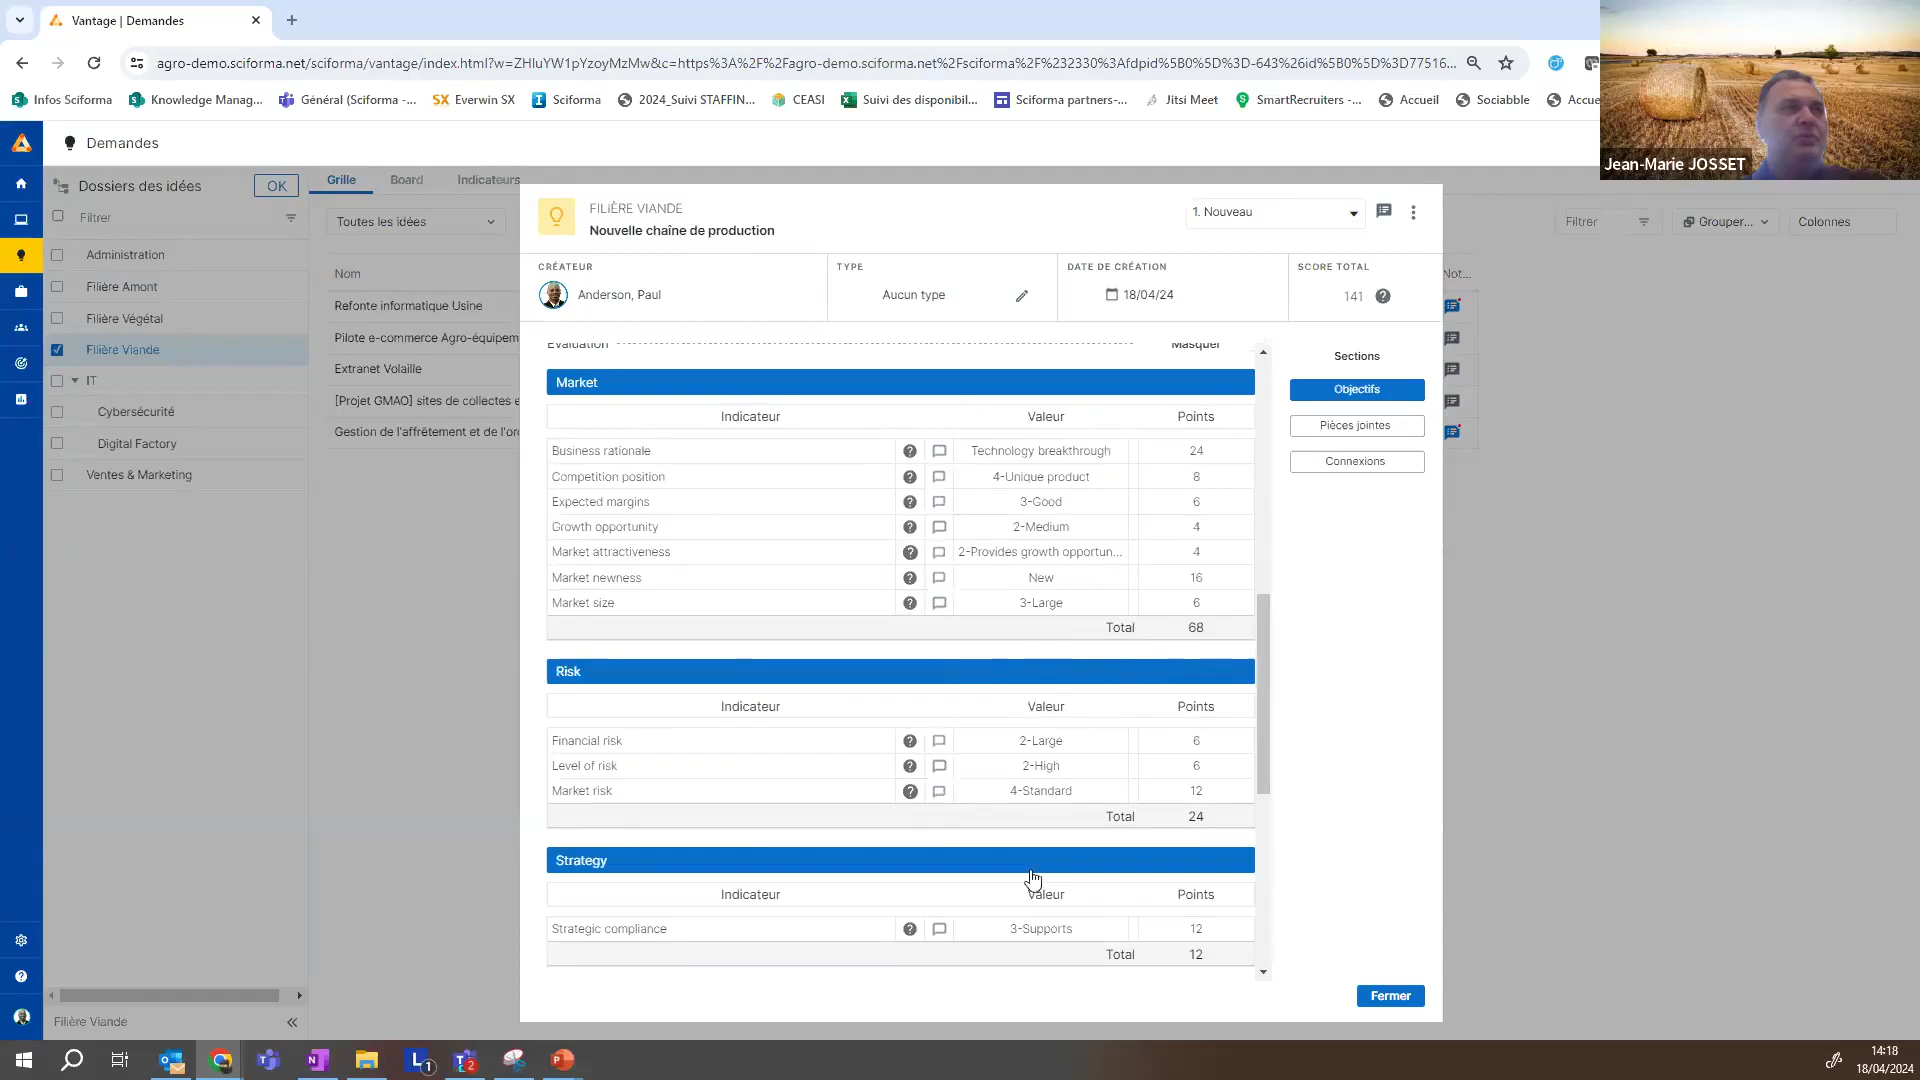 Vantage | Demandes
agro-demo.sciforma.net/sciforma/vantage/index.html?w=ZHluYW1pYzoyMzMw&c=https%3A%2F%2Fagro-demo.sciforma.net%2Fsciforma%2F%232330%3Afdpid%5B0%5D%3D-643%26id%5B0%5D%3D77516...
Infos Sciforma
Knowledge Manag...
Général (Sciforma -...
Everwin SX
Sciforma
2024_Suivi STAFFIN...
CEASI
Suivi des disponibil...
Sciforma partners-...
Jitsi Meet
SmartRecruiters -...
Accueil
Sociabble
Accue
Jean-Marie JOSSET
Demandes
Dossiers des idées
OK
Filtrer
Administration
Filière Amont
Filière Végétal
Filière Viande
IT
Cybersécurité
Digital Factory
Ventes & Marketing
Filière Viande
Grille
Board
Indicateurs
Toutes les idées
Filtrer
Grouper...
Colonnes
Nom
Not...
Refonte informatique Usine
Pilote e-commerce Agro-équipem
Extranet Volaille
[Projet GMAO] sites de collectes e
Gestion de l'affrêtement et de l'or
FILIÈRE VIANDE
Nouvelle chaîne de production
1. Nouveau
CRÉATEUR
TYPE
DATE DE CRÉATION
SCORE TOTAL
Anderson, Paul
Aucun type
18/04/24
141
Evaluation
Masquer
Sections
Objectifs
Pièces jointes
Connexions
Market
Indicateur Valeur Points
Business rationale Technology breakthrough 24
Competition position 4-Unique product 8
Expected margins 3-Good 6
Growth opportunity 2-Medium 4
Market attractiveness 2-Provides growth opportun... 4
Market newness New 16
Market size 3-Large 6
Total 68
Risk
Indicateur Valeur Points
Financial risk 2-Large 6
Level of risk 2-High 6
Market risk 4-Standard 12
Total 24
Strategy
Indicateur Valeur Points
Strategic compliance 3-Supports 12
Total 12
Fermer
14:18
18/04/2024